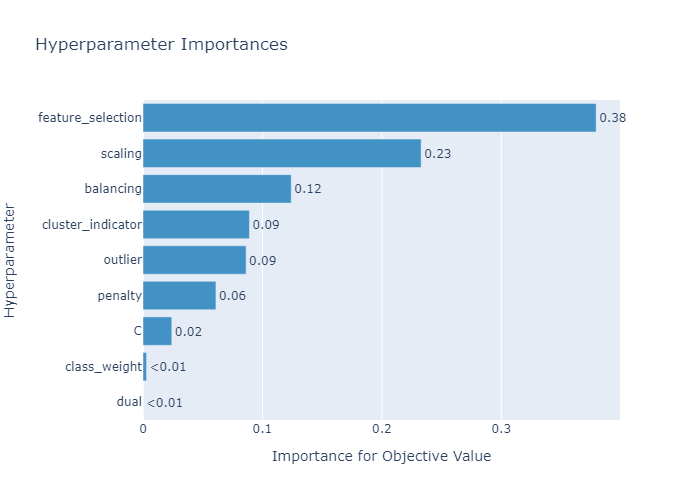 Hyperparameter Importances
Hyperparameter
feature_selection 0.38
scaling 0.23
balancing 0.12
cluster_indicator 0.09
outlier 0.09
penalty 0.06
C 0.02
class_weight <0.01
dual <0.01
0 0.1 0.2 0.3
Importance for Objective Value